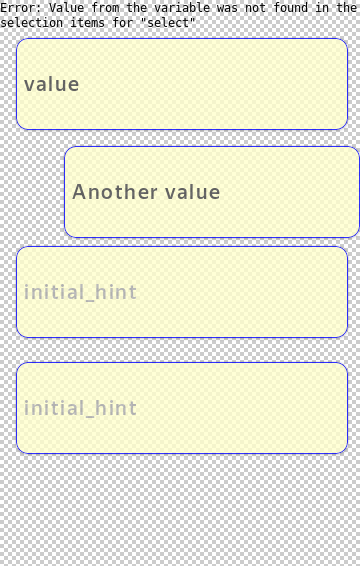 Error: Value from the variable was not found in the
selection items for "select"
value
Another value
initial_hint
initial_hint